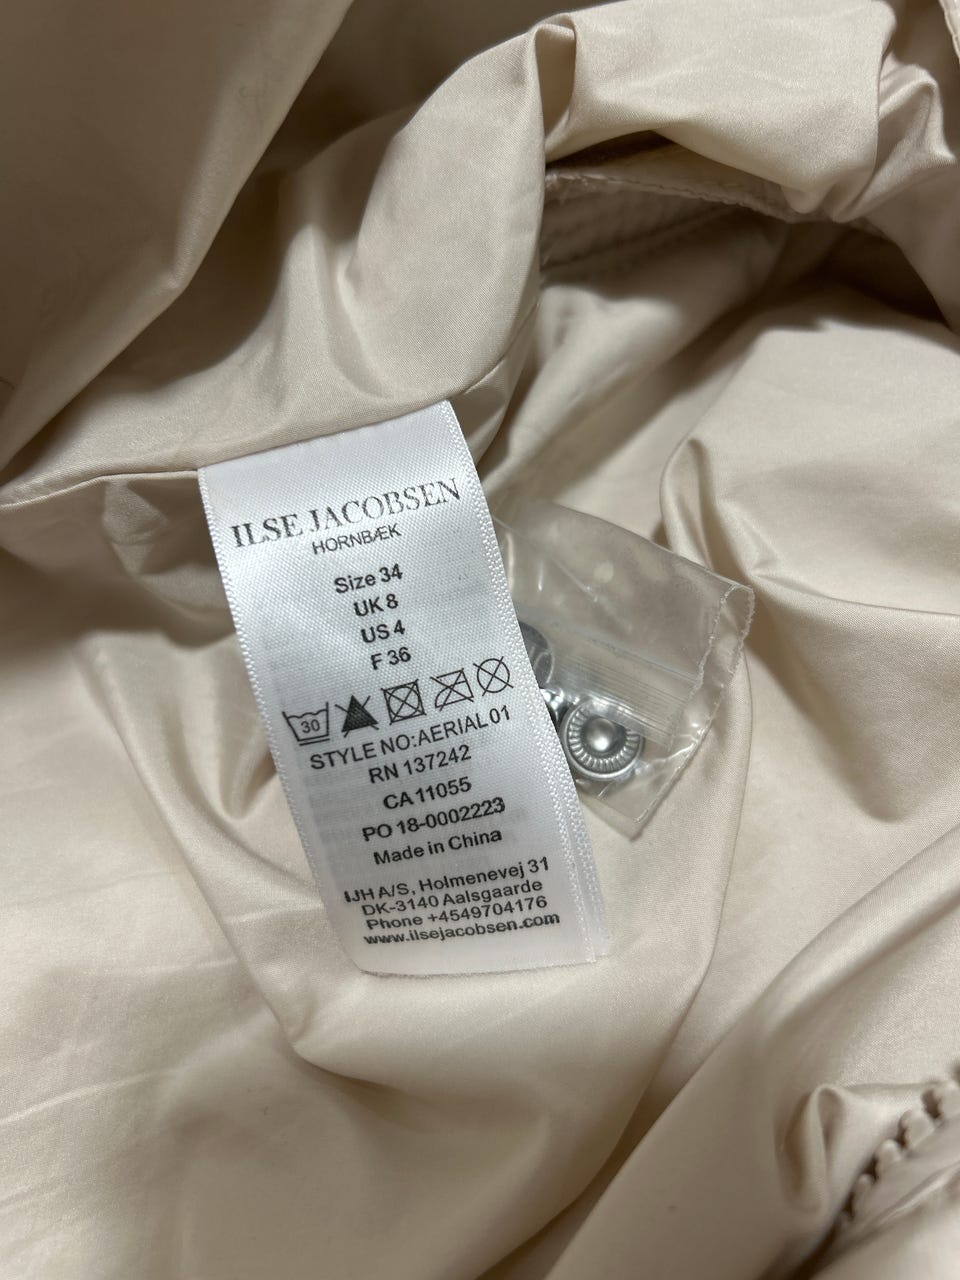 ILSE JACOBSEN
HORNBÆK
Size 34
UK 8
US 4
F 36
30
STYLE NO:AERIAL 01
RN 137242
CA 11055
PO 18-0002223
Made in China
IJH A/S, Holmenevej 31
DK-3140 Aalsgaarde
Phone +4549704176
www.ilsejacobsen.com